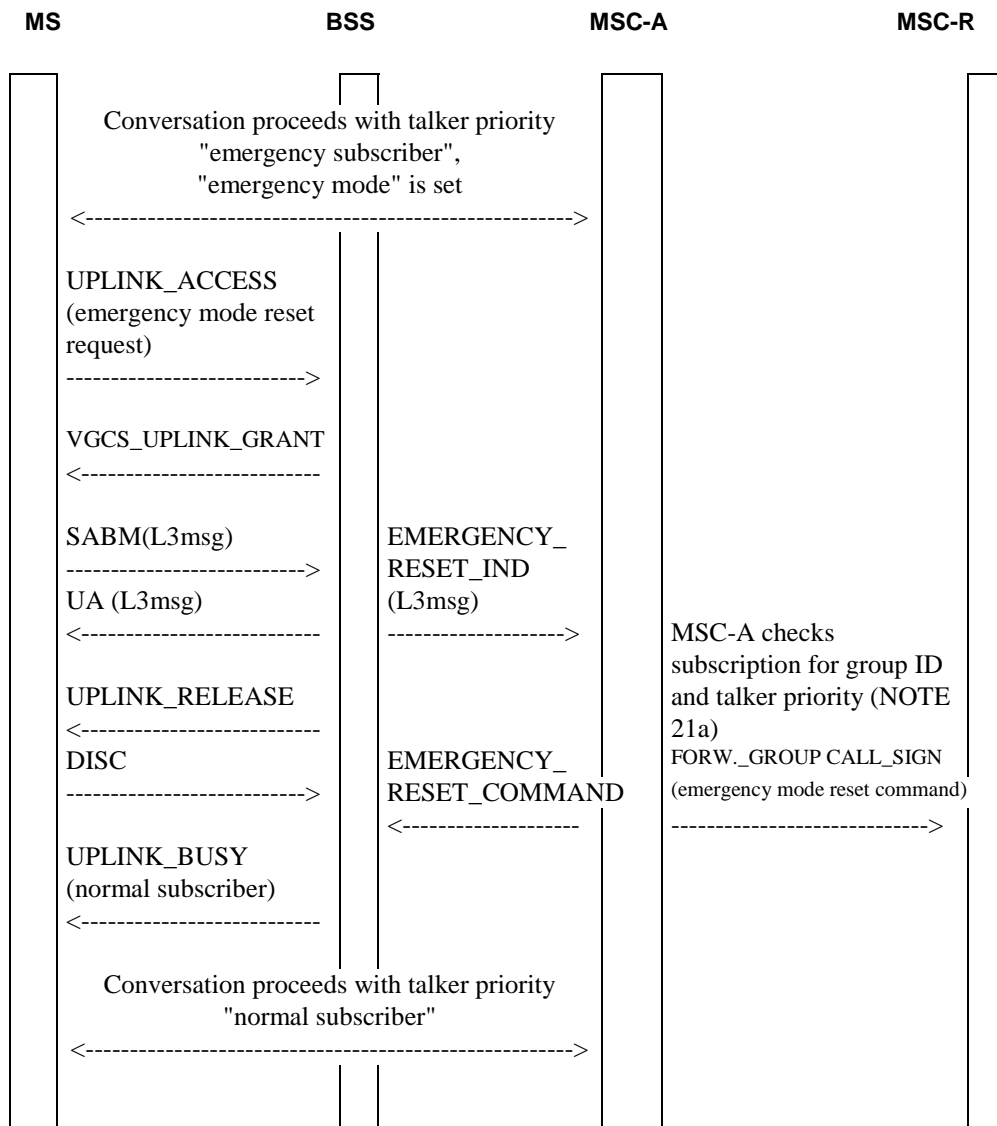 MS BSS MSC-A MSC-R
Conversation proceeds with talker priority
"emergency subscriber",
"emergency mode" is set
<------------------------------------------------------>
UPLINK_ACCESS
(emergency mode reset
request)
--------------------------->
VGCS_UPLINK_GRANT
<---------------------------
SABM(L3msg)
--------------------------->
UA (L3msg)
<---------------------------
EMERGENCY_
RESET_IND
(L3msg)
-------------------->
MSC-A checks
subscription for group ID
and talker priority (NOTE
21a)
UPLINK_RELEASE
<---------------------------
DISC
--------------------------->
EMERGENCY_
RESET_COMMAND
<--------------------
FORW._GROUP CALL_SIGN
(emergency mode reset command)
----------------------------->
UPLINK_BUSY
(normal subscriber)
<---------------------------
Conversation proceeds with talker priority
"normal subscriber"
<------------------------------------------------------>